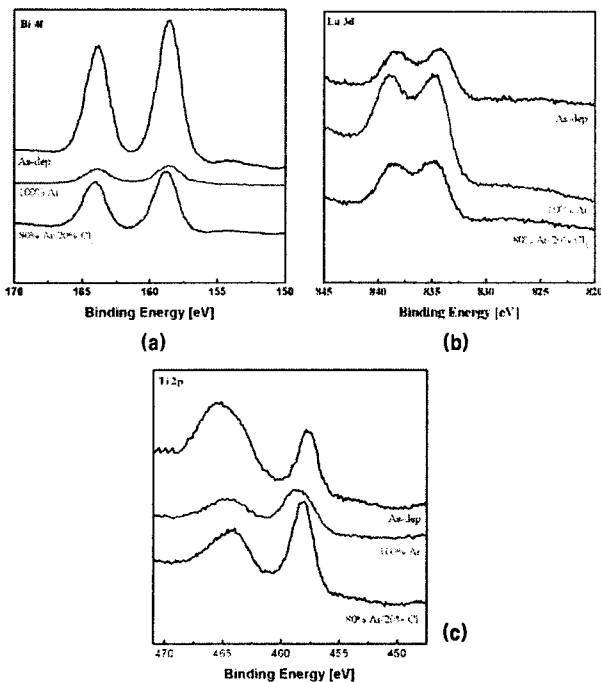 Bi 4f
As-dep
100% Ar
80% Ar/20% Cl
170 165 160 155 150
Binding Energy [eV]
(a)
La 3d
As-dep
100% Ar
80% Ar/20% Cl₂
845 840 835 830 825 820
Binding Energy [eV]
(b)
Ti 2p
As-dep
100% Ar
80% Ar/20% Cl
470 465 460 455 450
Binding Energy [eV]
(c)